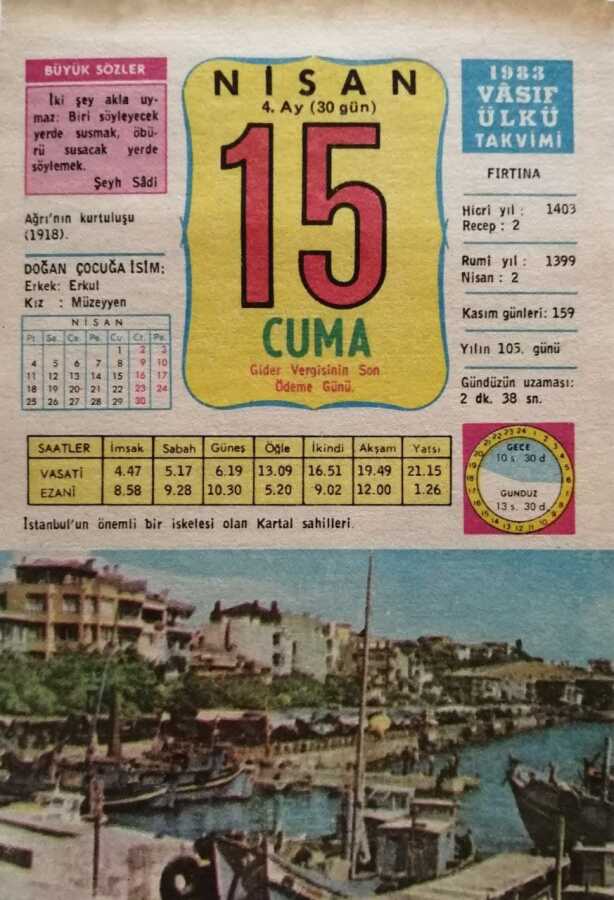 BÜYÜK SÖZLER
İki şey akla uy-
maz: Biri söyleyecek
yerde susmak, öbü-
rü susacak yerde
söylemek.
Şeyh Sâdi
Ağrı'nın kurtuluşu
(1918).
DOĞAN ÇOCUĞA İSİM:
Erkek: Erkul
Kız : Müzeyyen
NİSAN
Pt. Sa. Ça. Pe. Cu. Ct. Pz.
1 2 3
4 5 6 7 8 9 10
11 12 13 14 15 16 17
18 19 20 21 22 23 24
25 26 27 28 29 30
NİSAN
4. Ay (30 gün)
15
CUMA
Gider Vergisinin Son
Ödeme Günü.
1983
VÂSIF
ÜLKÜ
TAKVİMİ
FIRTINA
Hicri yıl : 1403
Recep : 2
Rumi yıl : 1399
Nisan : 2
Kasım günleri: 159
Yılın 105. günü
Gündüzün uzaması:
2 dk. 38 sn.
SAATLER İmsak Sabah Güneş Öğle İkindi Akşam Yatsı
VASATİ 4.47 5.17 6.19 13.09 16.51 19.49 21.15
EZANİ 8.58 9.28 10.30 5.20 9.02 12.00 1.26
GECE
10 s. 30 d
GÜNDÜZ
13 s. 30 d
İstanbul'un önemli bir iskelesi olan Kartal sahilleri.